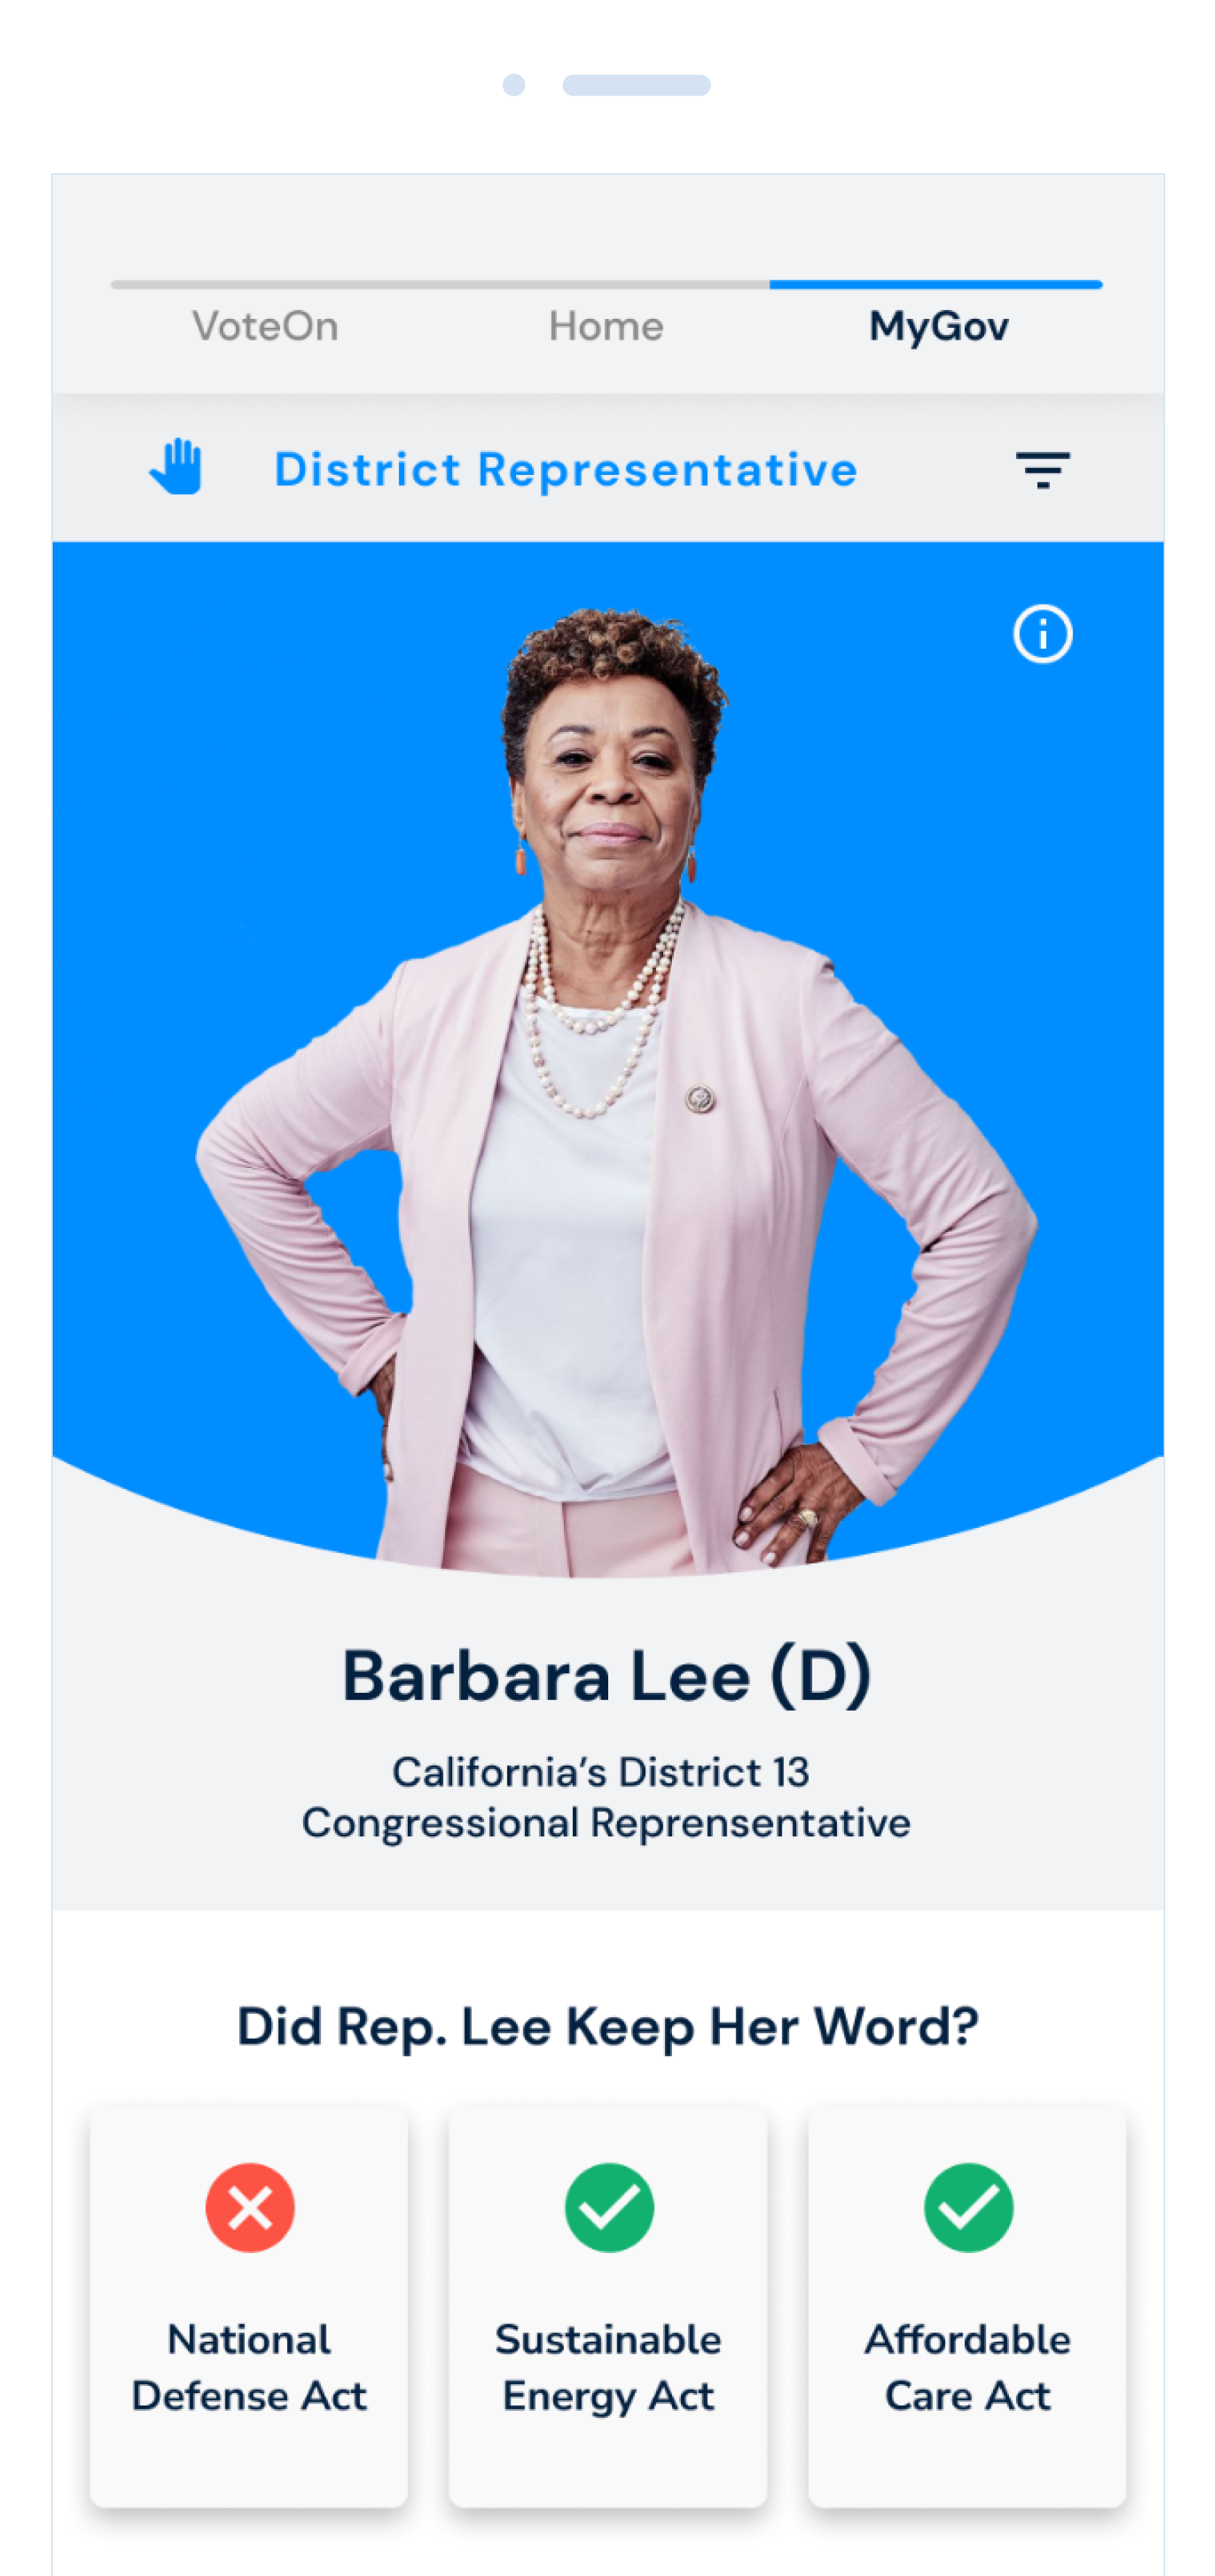 VoteOn Home MyGov
District Representative
Barbara Lee (D)
California’s District 13
Congressional Reprensentative
Did Rep. Lee Keep Her Word?
National
Defense Act
Sustainable
Energy Act
Affordable
Care Act